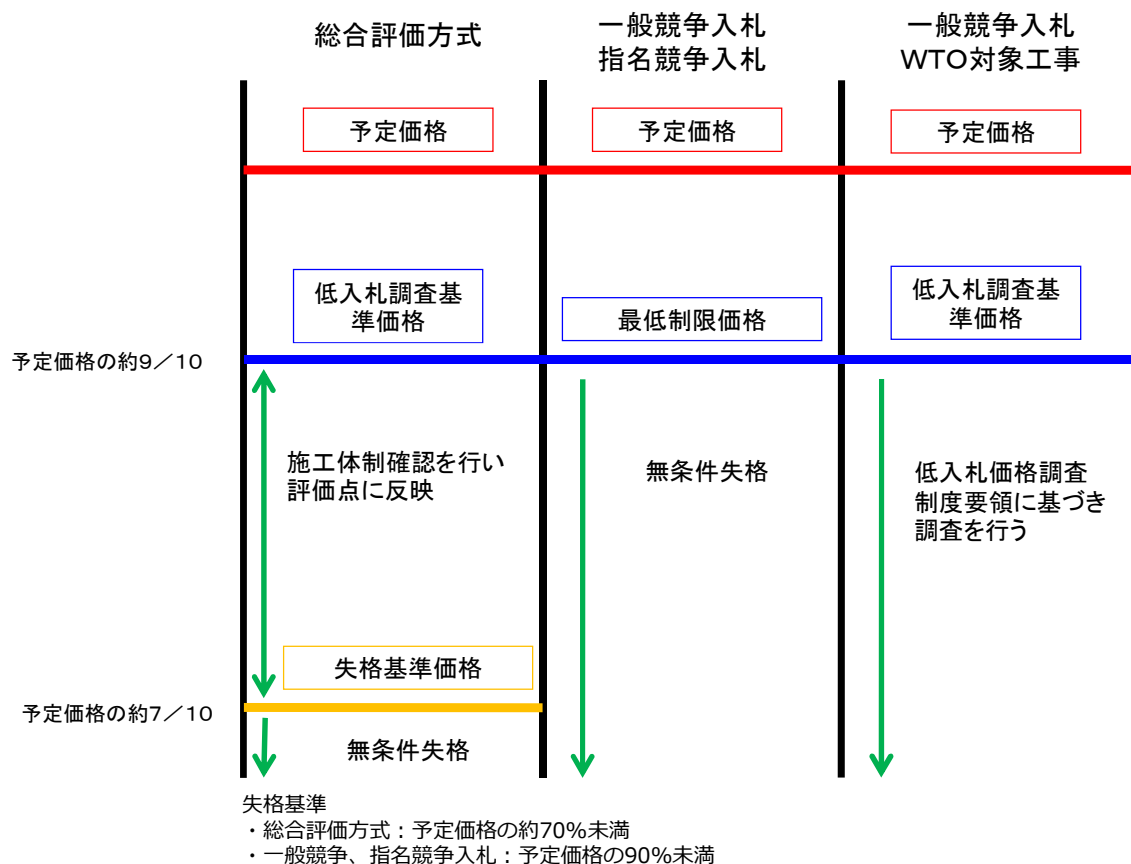 総合評価方式
一般競争入札
指名競争入札
一般競争入札
WTO対象工事
予定価格
予定価格
予定価格
低入札調査基
準価格
最低制限価格
低入札調査基
準価格
予定価格の約9/10
施工体制確認を行い
評価点に反映
無条件失格
低入札価格調査
制度要領に基づき
調査を行う
失格基準価格
予定価格の約7/10
無条件失格
失格基準
・総合評価方式：予定価格の約70%未満
・一般競争、指名競争入札：予定価格の90%未満